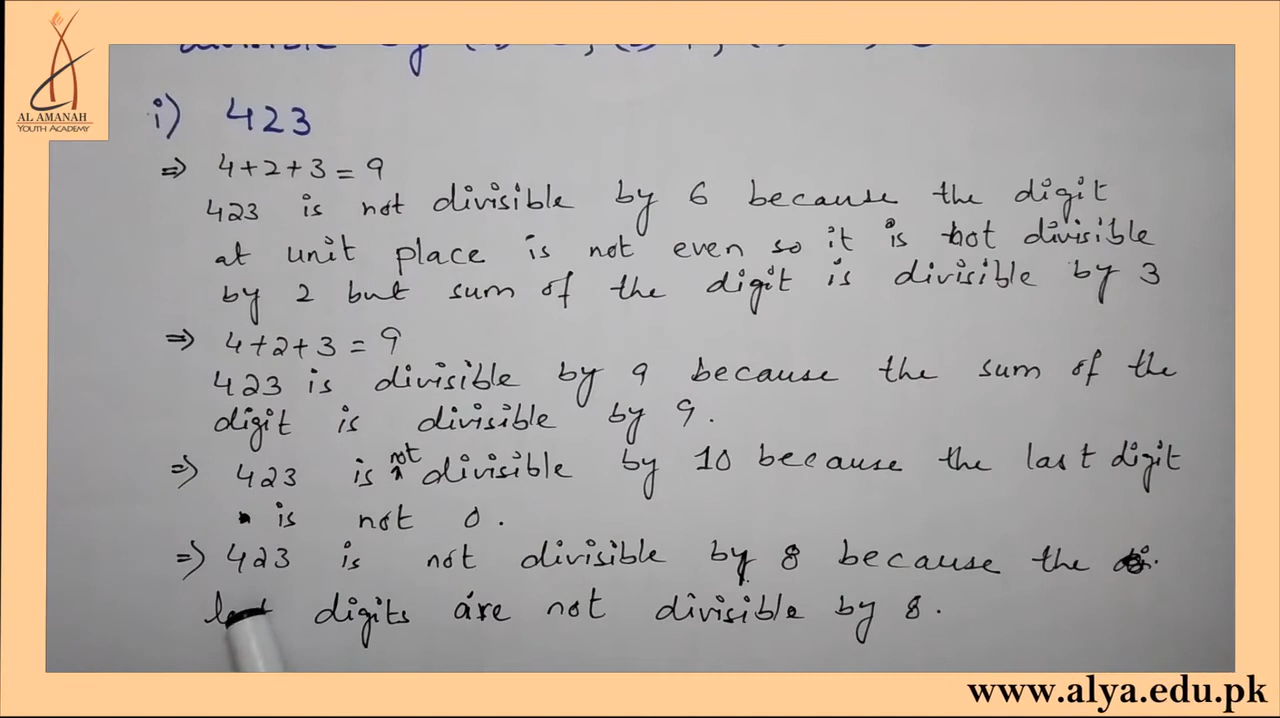 AL AMANAH
YOUTH ACADEMY
divisible by
i) 423
⇒ 4+2+3 = 9
423 is not divisible by 6 because the digit
at unit place is not even so it is not divisible
by 2 but sum of the digit is divisible by 3
⇒ 4+2+3 = 9
423 is divisible by 9 because the sum of the
digit is divisible by 9.
⇒ 423 is not divisible by 10 because the last digit
is not 0.
⇒ 423 is not divisible by 8 because the
digits are not divisible by 8.
www.alya.edu.pk